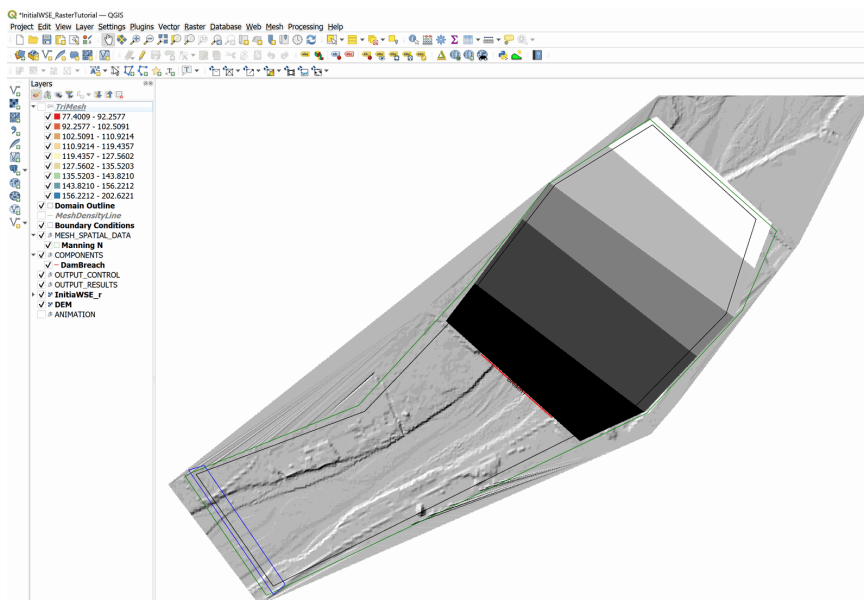 *InitialWSE_RasterTutorial — QGIS
Project Edit View Layer Settings Plugins Vector Raster Database Web Mesh Processing Help
Layers
TriMesh
77.4009 - 92.2577
92.2577 - 102.5091
102.5091 - 110.9214
110.9214 - 119.4357
119.4357 - 127.5602
127.5602 - 135.5203
135.5203 - 143.8210
143.8210 - 156.2212
156.2212 - 202.6221
Domain Outline
MeshDensityLine
Boundary Conditions
MESH_SPATIAL_DATA
Manning N
COMPONENTS
DamBreach
OUTPUT_CONTROL
OUTPUT_RESULTS
InitiaWSE_r
DEM
ANIMATION